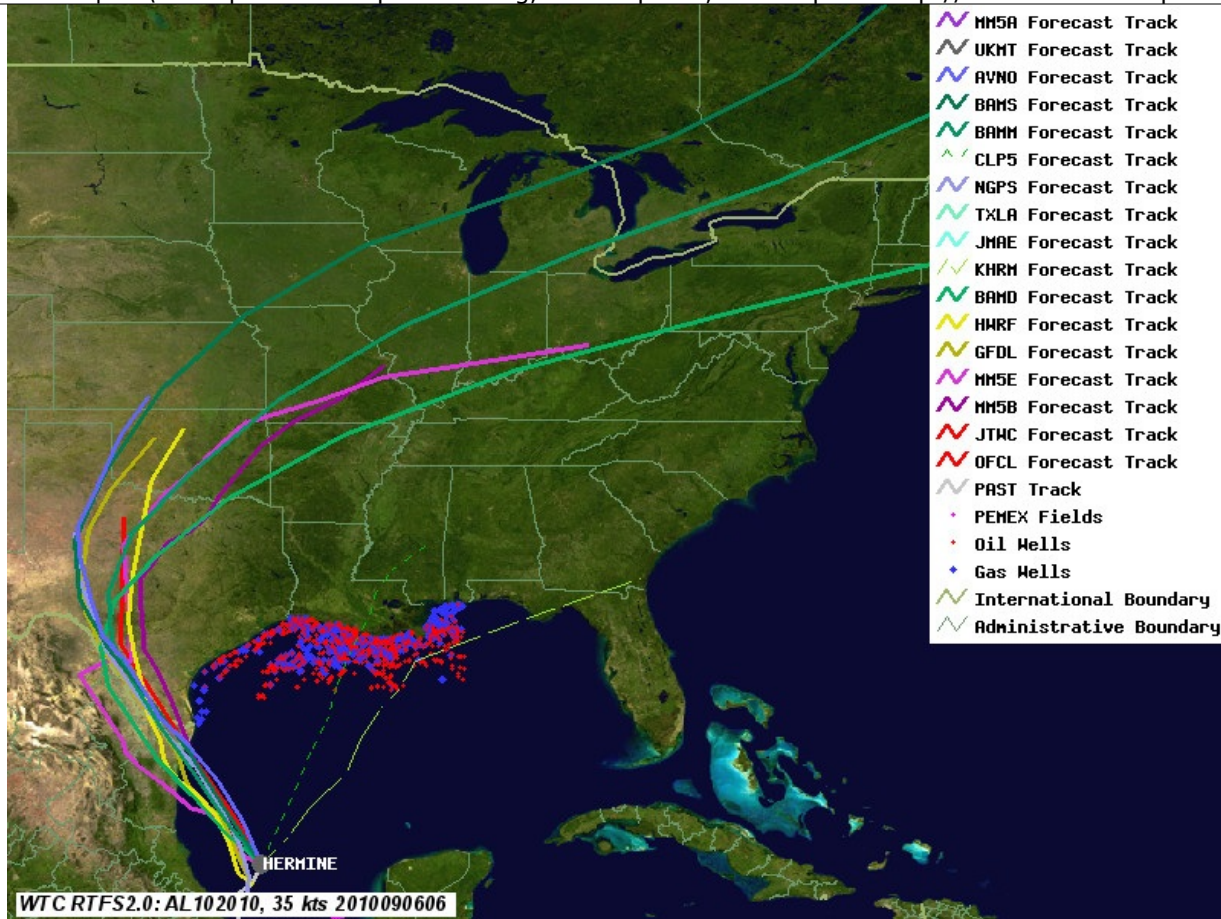 MM5A Forecast Track
UKMT Forecast Track
AVNO Forecast Track
BAMS Forecast Track
BAMM Forecast Track
CLP5 Forecast Track
NGPS Forecast Track
TXLA Forecast Track
JMAE Forecast Track
KHRM Forecast Track
BAMD Forecast Track
HWRF Forecast Track
GFDL Forecast Track
MM5E Forecast Track
MM5B Forecast Track
JTWC Forecast Track
OFCL Forecast Track
PAST Track
PEMEX Fields
Oil Wells
Gas Wells
International Boundary
Administrative Boundary
HERMINE
WTC RTFS2.0: AL102010, 35 kts 2010090606